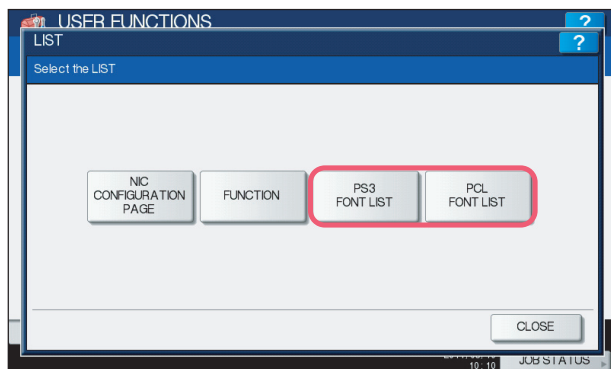 USER FUNCTIONS
?
LIST
?
Select the LIST
NIC
CONFIGURATION
PAGE
FUNCTION
PS3
FONT LIST
PCL
FONT LIST
CLOSE
10:10
JOB STATUS